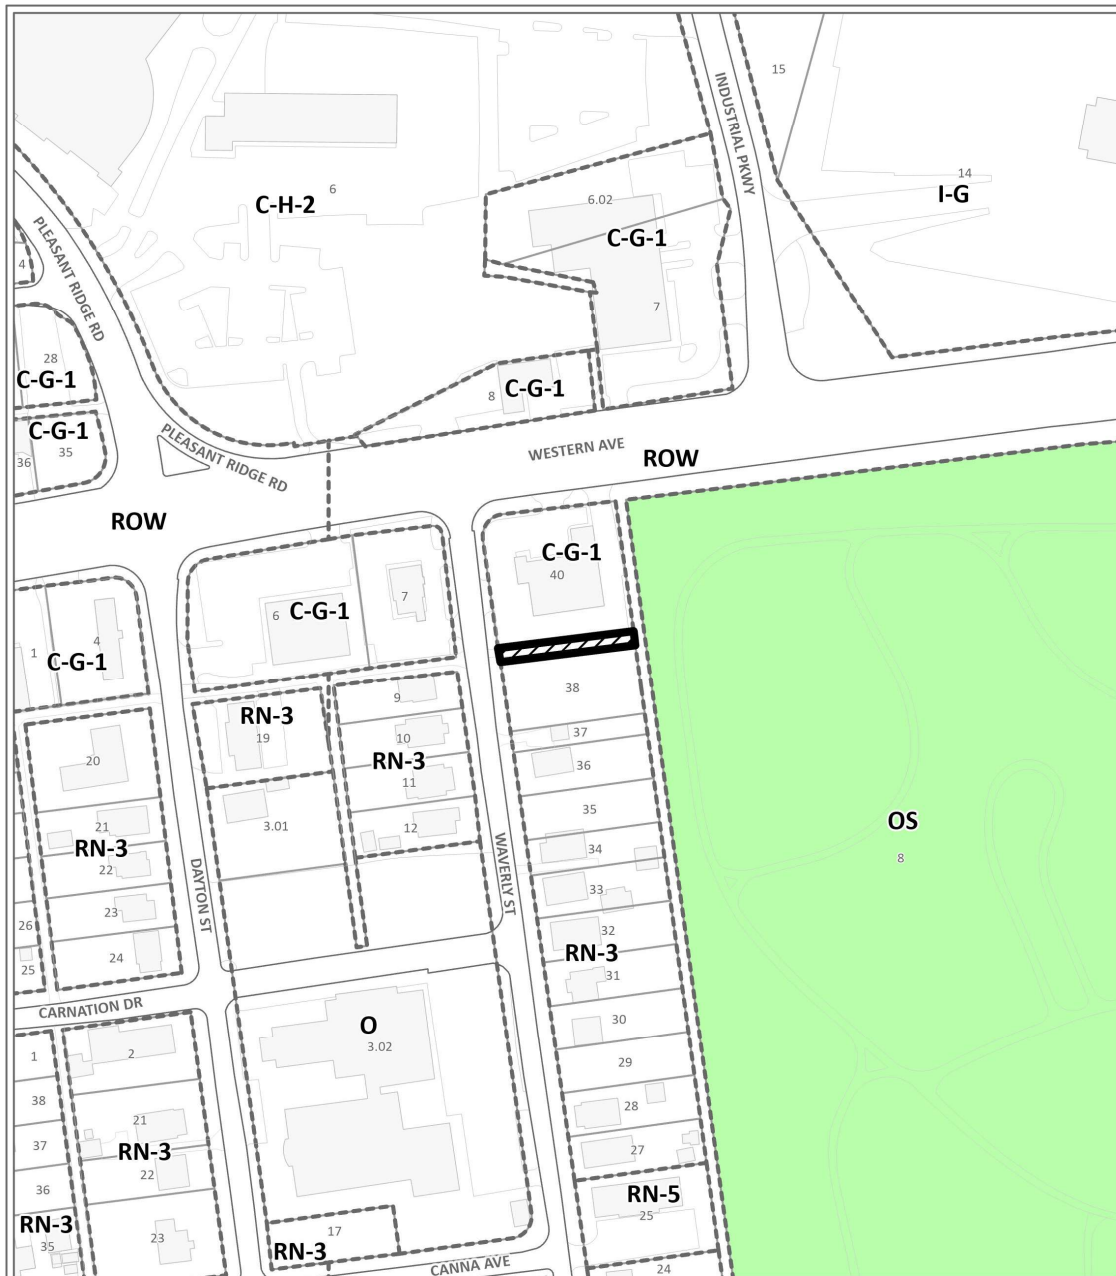 15
INDUSTRIAL PKWY
14
I-G
6
C-H-2
6.02
C-G-1
7
PLEASANT RIDGE RD
4
28
C-G-1
8
C-G-1
C-G-1
35
36
PLEASANT RIDGE RD
WESTERN AVE
ROW
ROW
C-G-1
40
7
6
C-G-1
4
1
C-G-1
38
9
RN-3
19
10
37
RN-3
11
36
20
35
3.01
12
OS
8
21
RN-3
22
34
WAVERLY ST
DAYTON ST
33
23
26
32
RN-3
24
25
31
CARNATION DR
30
O
3.02
1
2
29
38
28
21
37
RN-3
27
22
36
RN-5
25
RN-3
35
23
17
RN-3
CANNA AVE
24